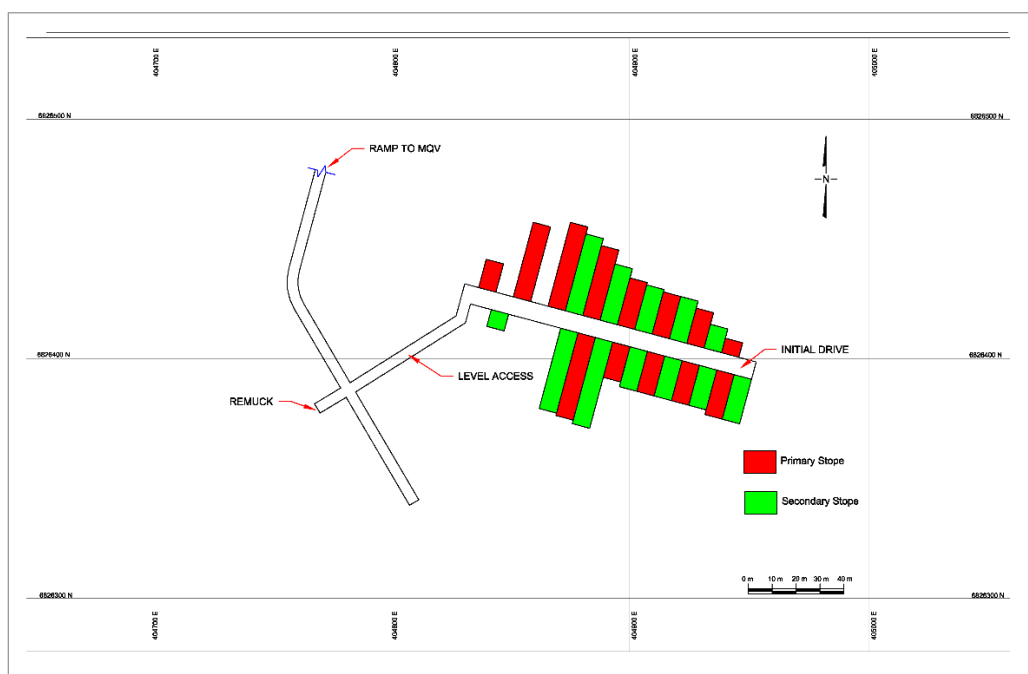 404700 E
404800 E
404900 E
405000 E
6826500 N
6826500 N
RAMP TO MQV
N
6826400 N
6826400 N
INITIAL DRIVE
LEVEL ACCESS
REMUCK
Primary Stope
Secondary Stope
0 m 10 m 20 m 30 m 40 m
6826300 N
6826300 N
404700 E
404800 E
404900 E
405000 E